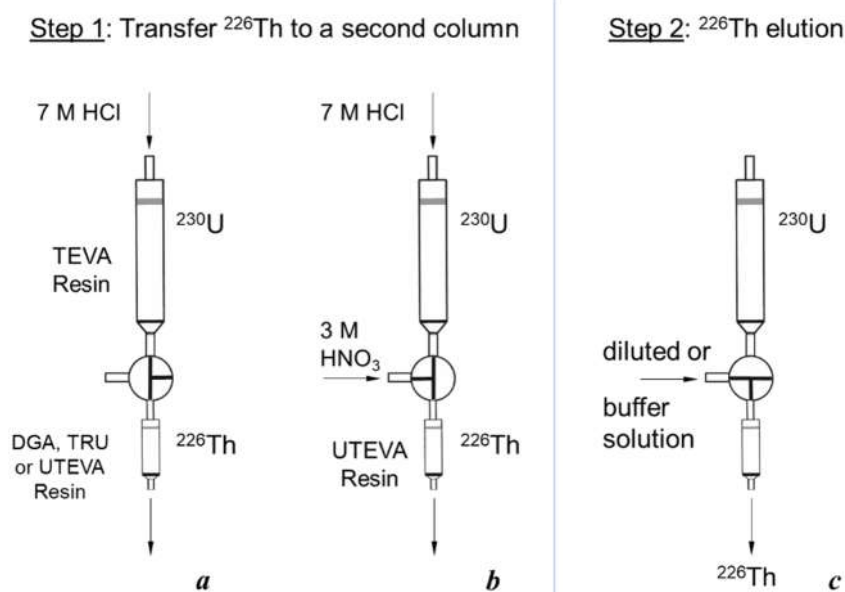 Step 1: Transfer ²²⁶Th to a second column
7 M HCl
²³⁰U
TEVA
Resin
DGA, TRU
or UTEVA
Resin
²²⁶Th
a
7 M HCl
²³⁰U
3 M
HNO₃
UTEVA
Resin
²²⁶Th
b
Step 2: ²²⁶Th elution
²³⁰U
diluted or
buffer
solution
²²⁶Th
c